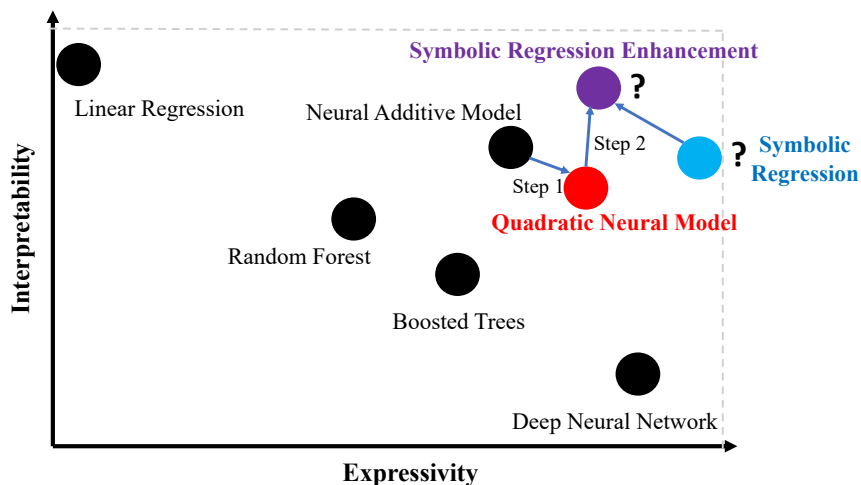 Symbolic Regression Enhancement
?
Linear Regression
Neural Additive Model
Step 2
? Symbolic
Regression
Step 1
Quadratic Neural Model
Random Forest
Boosted Trees
Deep Neural Network
Interpretability
Expressivity